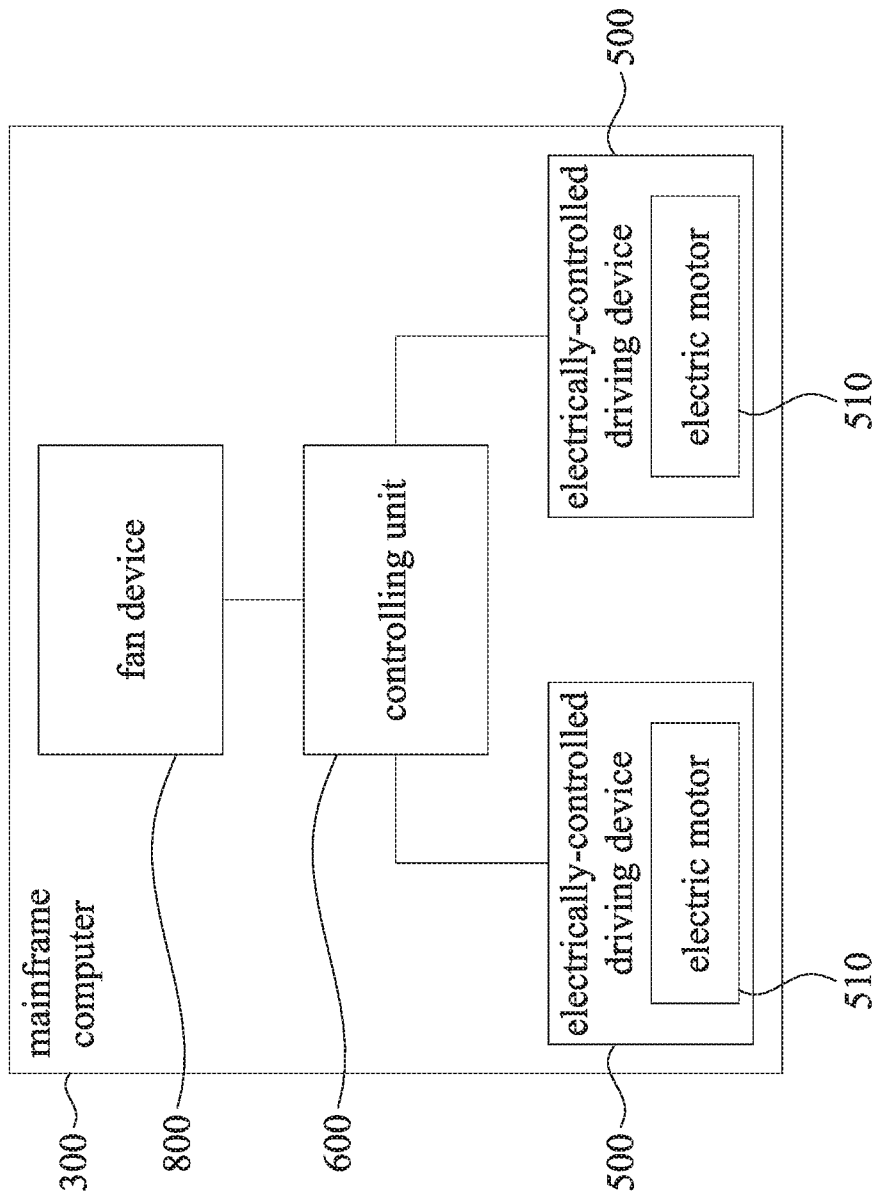 mainframe
computer
300
fan device
800
controlling unit
600
electrically-controlled
driving device
electric motor
500
510
electrically-controlled
driving device
electric motor
500
510